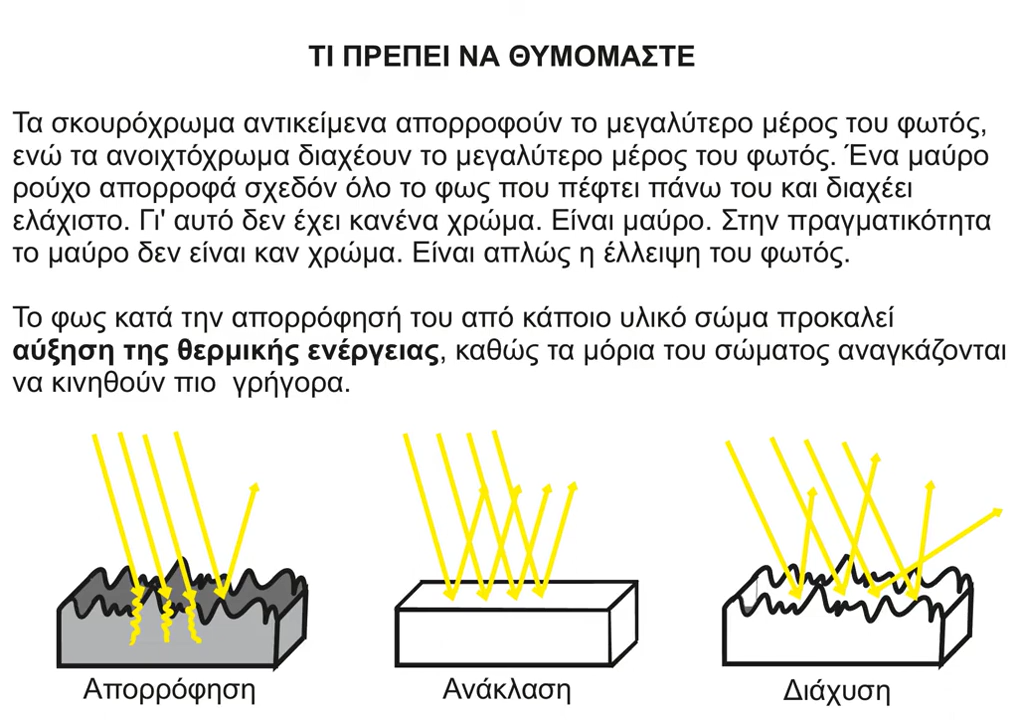 ΤΙ ΠΡΕΠΕΙ ΝΑ ΘΥΜΟΜΑΣΤΕ
Τα σκουρόχρωμα αντικείμενα απορροφούν το μεγαλύτερο μέρος του φωτός,
ενώ τα ανοιχτόχρωμα διαχέουν το μεγαλύτερο μέρος του φωτός. Ένα μαύρο
ρούχο απορροφά σχεδόν όλο το φως που πέφτει πάνω του και διαχέει
ελάχιστο. Γι' αυτό δεν έχει κανένα χρώμα. Είναι μαύρο. Στην πραγματικότητα
το μαύρο δεν είναι καν χρώμα. Είναι απλώς η έλλειψη του φωτός.
Το φως κατά την απορρόφησή του από κάποιο υλικό σώμα προκαλεί
αύξηση της θερμικής ενέργειας, καθώς τα μόρια του σώματος αναγκάζονται
να κινηθούν πιο γρήγορα.
Απορρόφηση
Ανάκλαση
Διάχυση